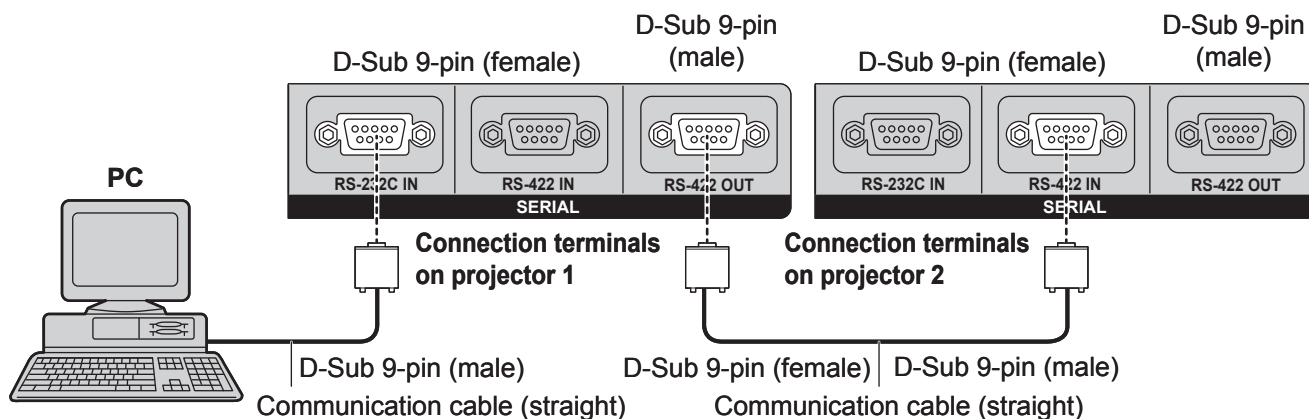 D-Sub 9-pin (female)
D-Sub 9-pin
(male)
D-Sub 9-pin (female)
D-Sub 9-pin
(male)
RS-232C IN
RS-422 IN
RS-422 OUT
SERIAL
RS-232C IN
RS-422 IN
RS-422 OUT
SERIAL
PC
Connection terminals
on projector 1
Connection terminals
on projector 2
D-Sub 9-pin (male)
Communication cable (straight)
D-Sub 9-pin (female)
D-Sub 9-pin (male)
Communication cable (straight)